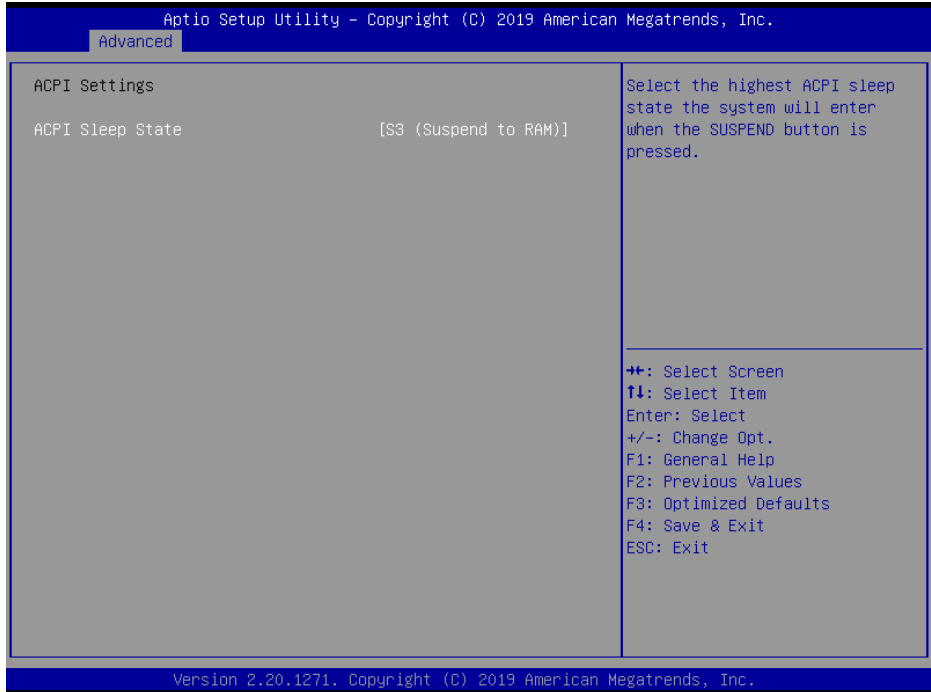 Aptio Setup Utility – Copyright (C) 2019 American Megatrends, Inc.
Advanced
ACPI Settings
ACPI Sleep State [S3 (Suspend to RAM)]
Select the highest ACPI sleep
state the system will enter
when the SUSPEND button is
pressed.
→←: Select Screen
↑↓: Select Item
Enter: Select
+/-: Change Opt.
F1: General Help
F2: Previous Values
F3: Optimized Defaults
F4: Save & Exit
ESC: Exit
Version 2.20.1271. Copyright (C) 2019 American Megatrends, Inc.